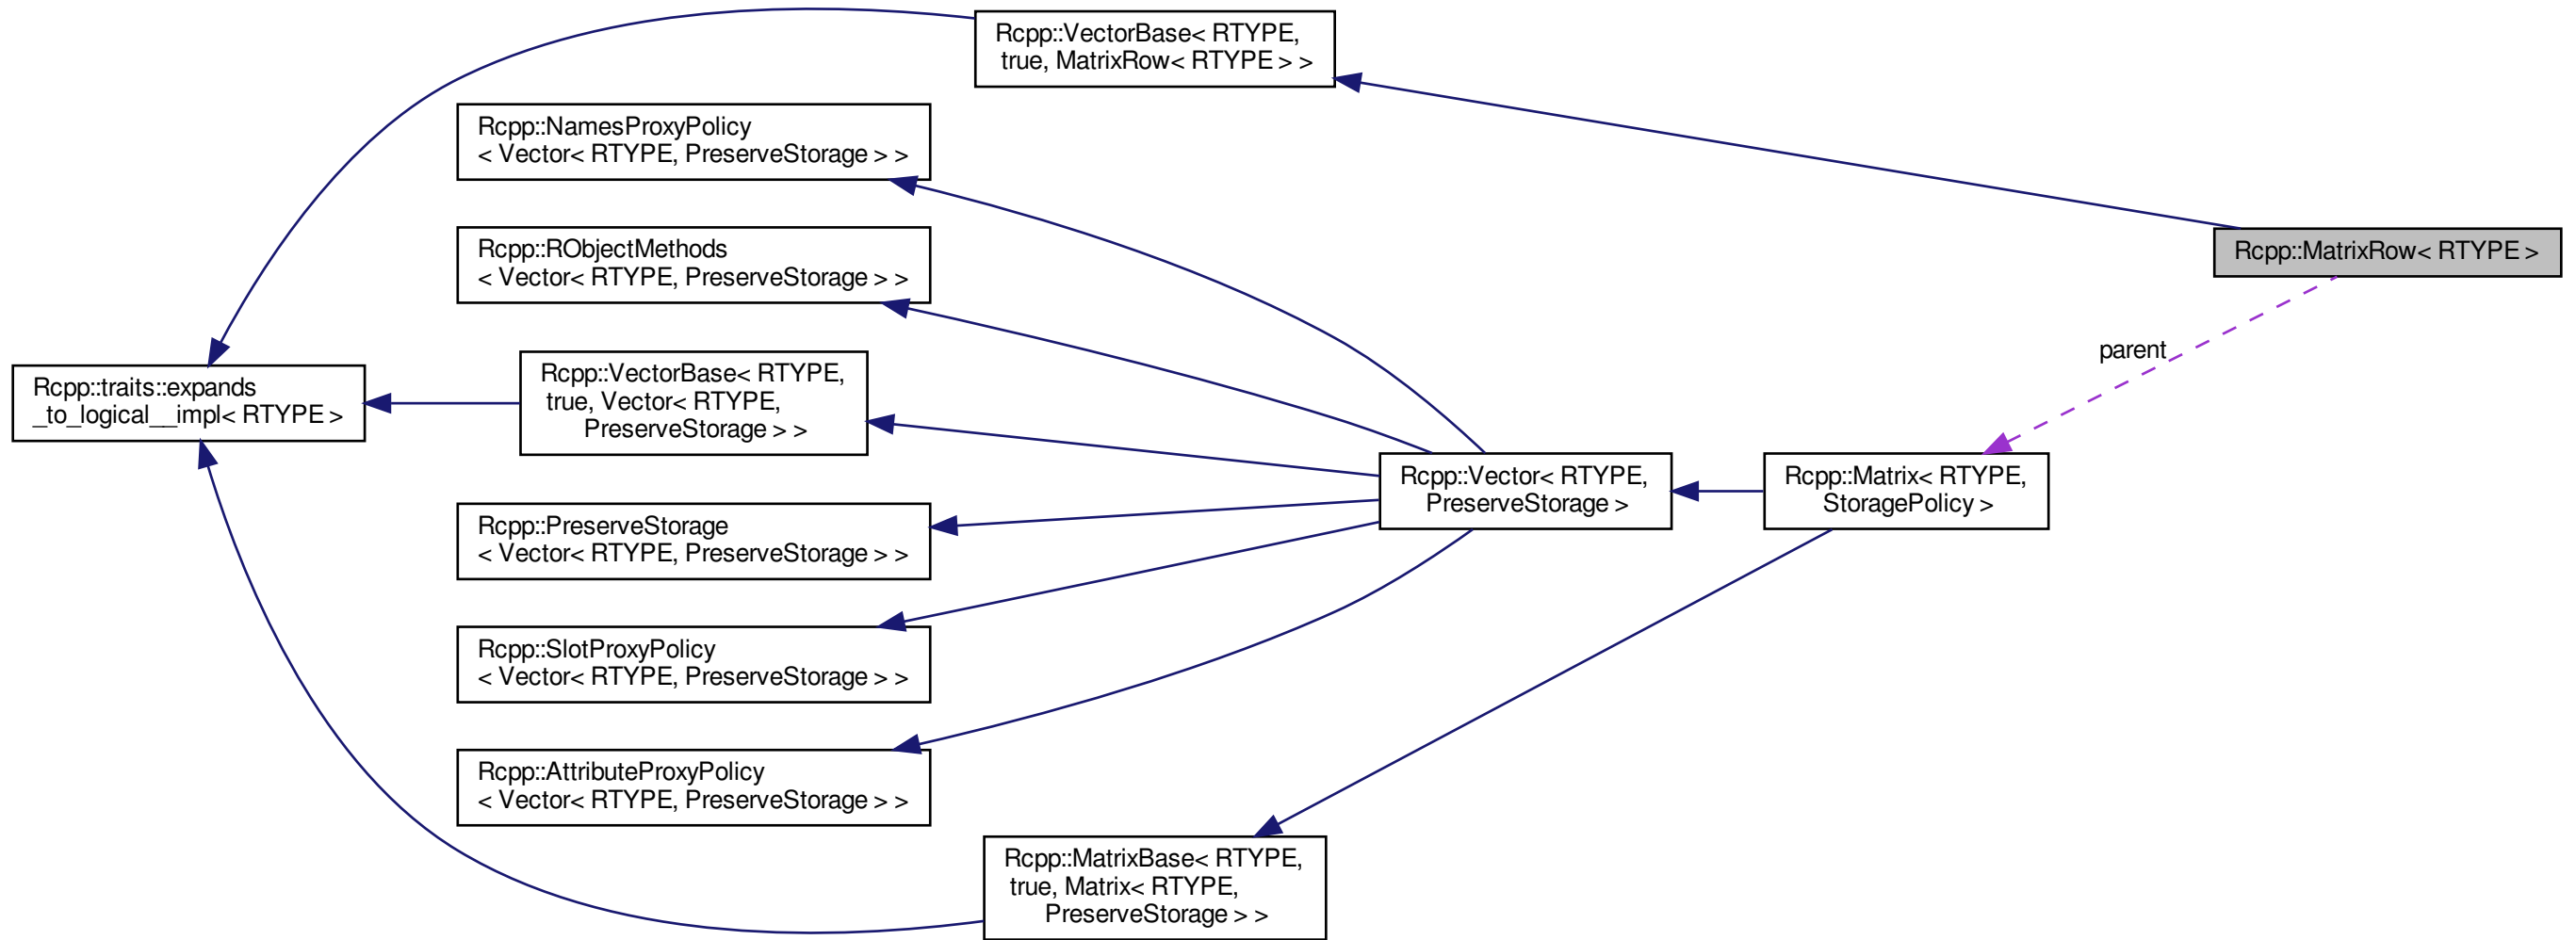 Rcpp::VectorBase< RTYPE,
true, MatrixRow< RTYPE > >
Rcpp::NamesProxyPolicy
< Vector< RTYPE, PreserveStorage > >
Rcpp::RObjectMethods
< Vector< RTYPE, PreserveStorage > >
Rcpp::MatrixRow< RTYPE >
parent
Rcpp::traits::expands
_to_logical__impl< RTYPE >
Rcpp::VectorBase< RTYPE,
true, Vector< RTYPE,
PreserveStorage > >
Rcpp::Vector< RTYPE,
PreserveStorage >
Rcpp::Matrix< RTYPE,
StoragePolicy >
Rcpp::PreserveStorage
< Vector< RTYPE, PreserveStorage > >
Rcpp::SlotProxyPolicy
< Vector< RTYPE, PreserveStorage > >
Rcpp::AttributeProxyPolicy
< Vector< RTYPE, PreserveStorage > >
Rcpp::MatrixBase< RTYPE,
true, Matrix< RTYPE,
PreserveStorage > >